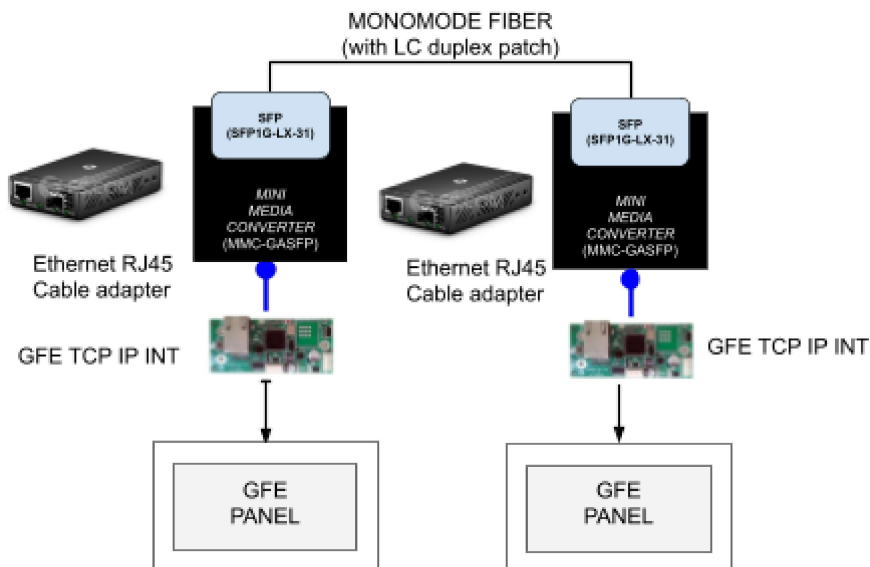 MONOMODE FIBER
(with LC duplex patch)
SFP
(SFP1G-LX-31)
MINI
MEDIA
CONVERTER
(MMC-GASFP)
Ethernet RJ45
Cable adapter
GFE TCP IP INT
GFE
PANEL
SFP
(SFP1G-LX-31)
MINI
MEDIA
CONVERTER
(MMC-GASFP)
Ethernet RJ45
Cable adapter
GFE TCP IP INT
GFE
PANEL